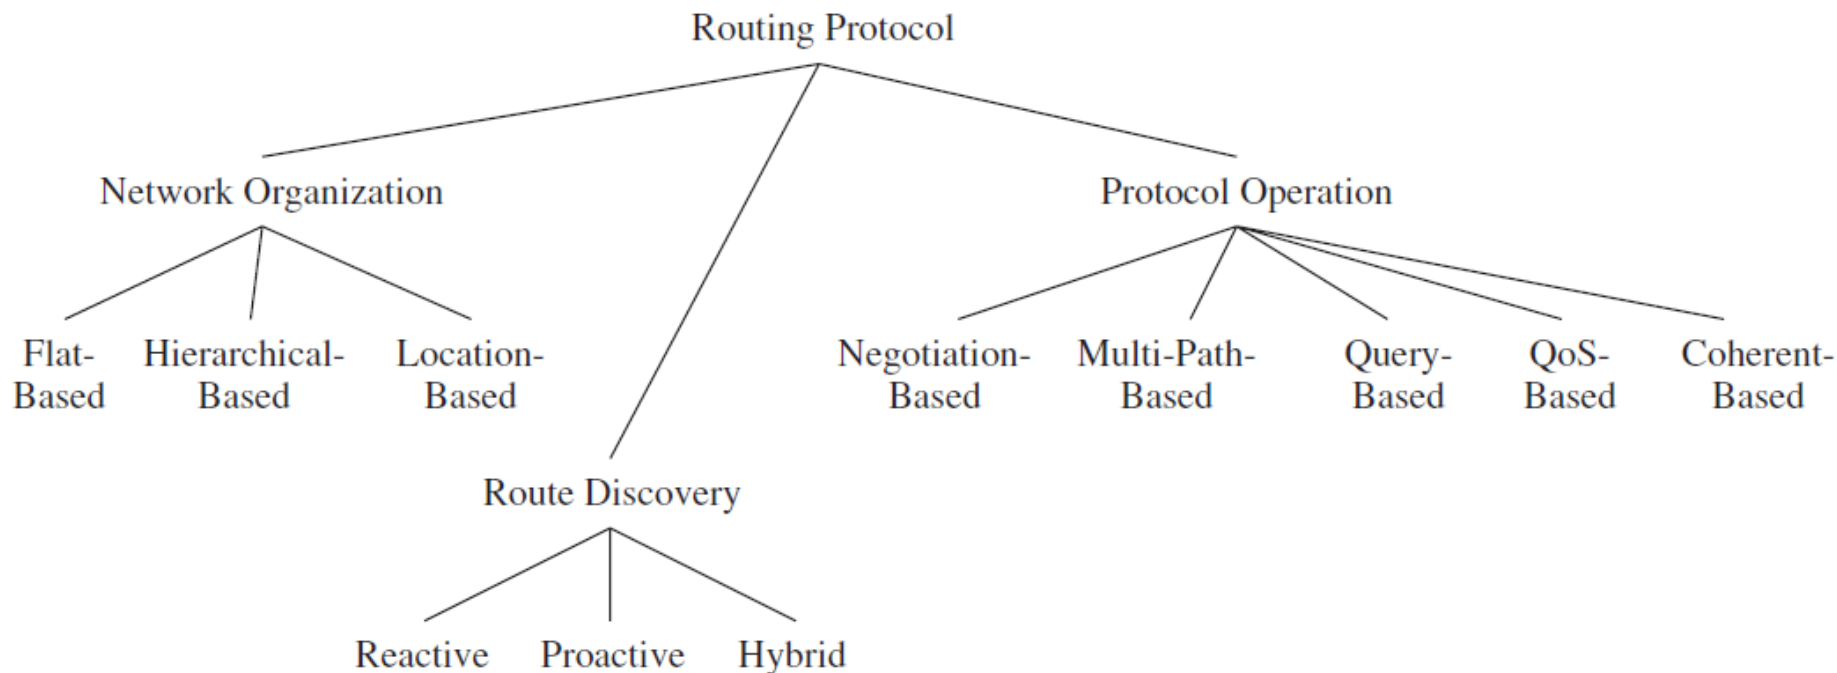 Routing Protocol
Network Organization
Protocol Operation
Flat-
Based
Hierarchical-
Based
Location-
Based
Negotiation-
Based
Multi-Path-
Based
Query-
Based
QoS-
Based
Coherent-
Based
Route Discovery
Reactive
Proactive
Hybrid